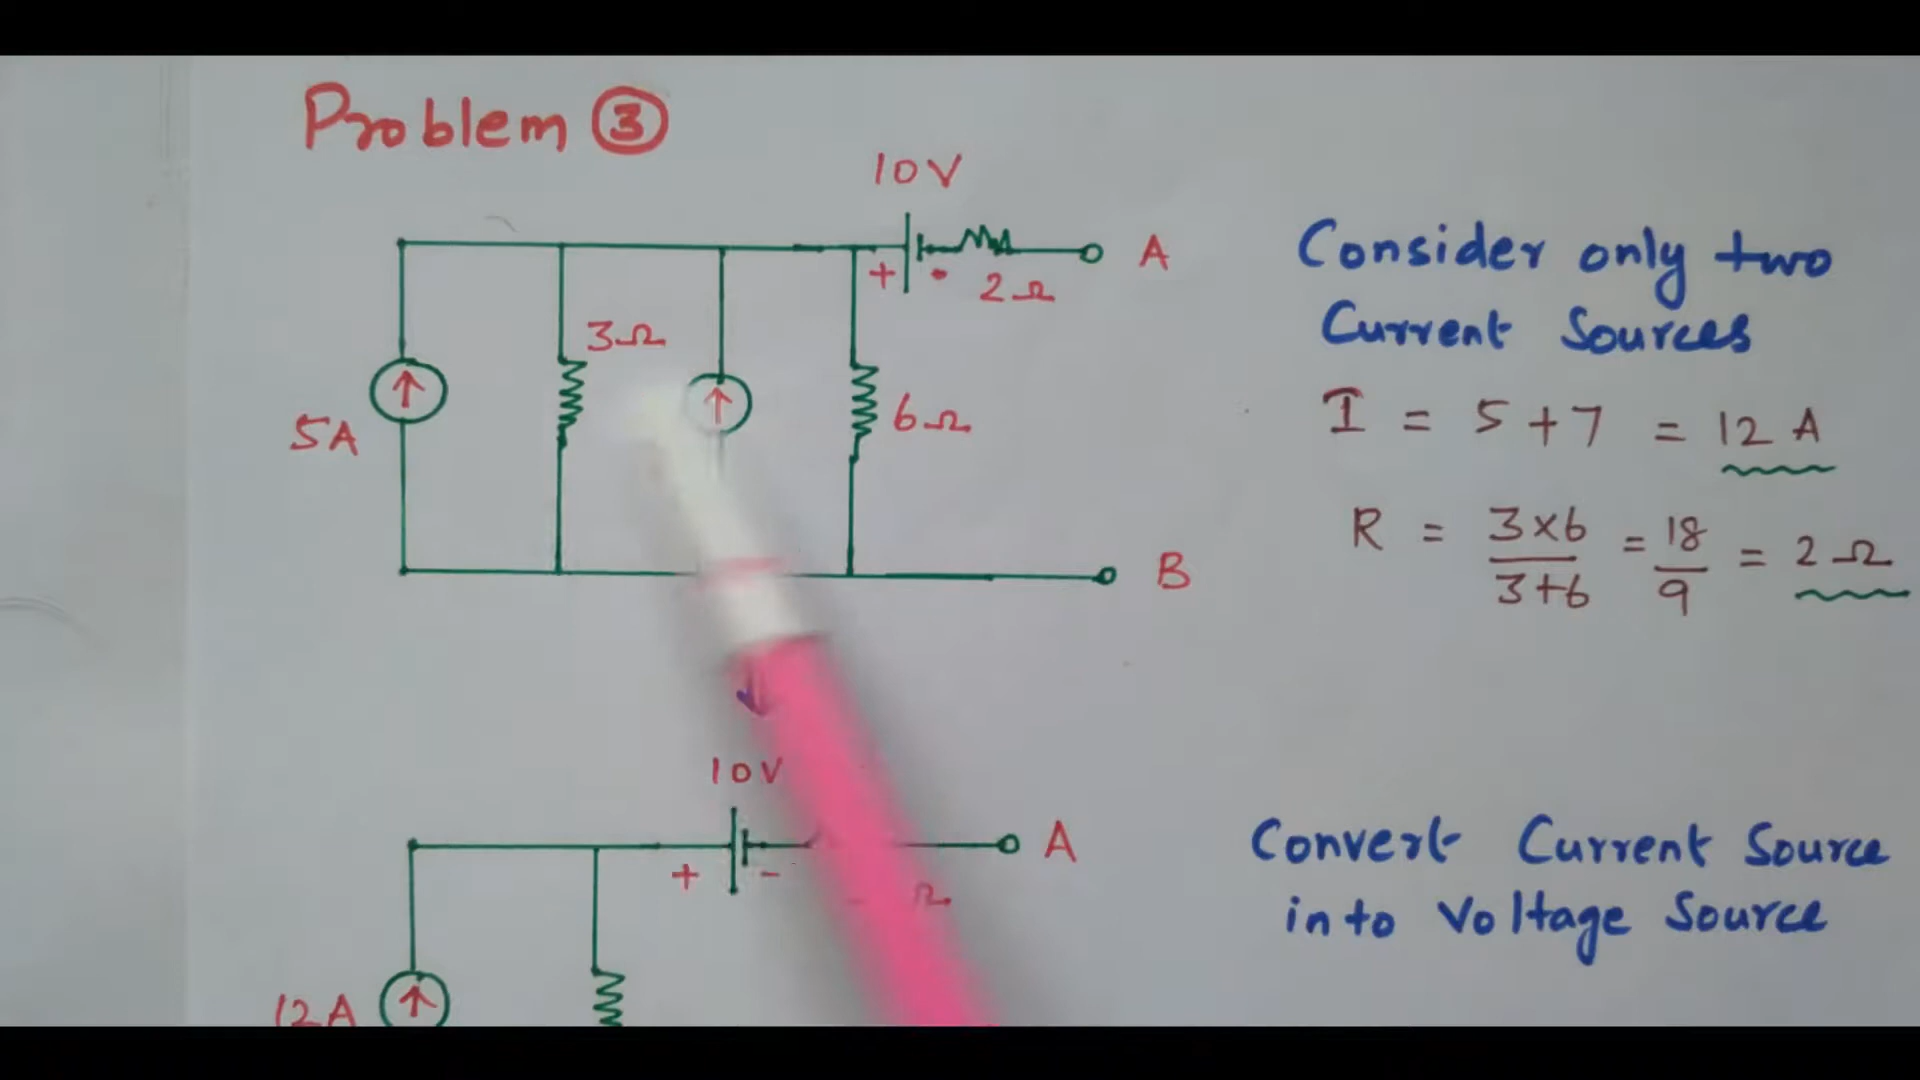 Problem ③
10V
+ - 2Ω A
3Ω
5A
6Ω
B
Consider only two
Current Sources
I = 5+7 = 12 A
R = 3×6/3+6 = 18/9 = 2Ω
10V
+ - Ω A
12A
Convert Current Source
into Voltage Source